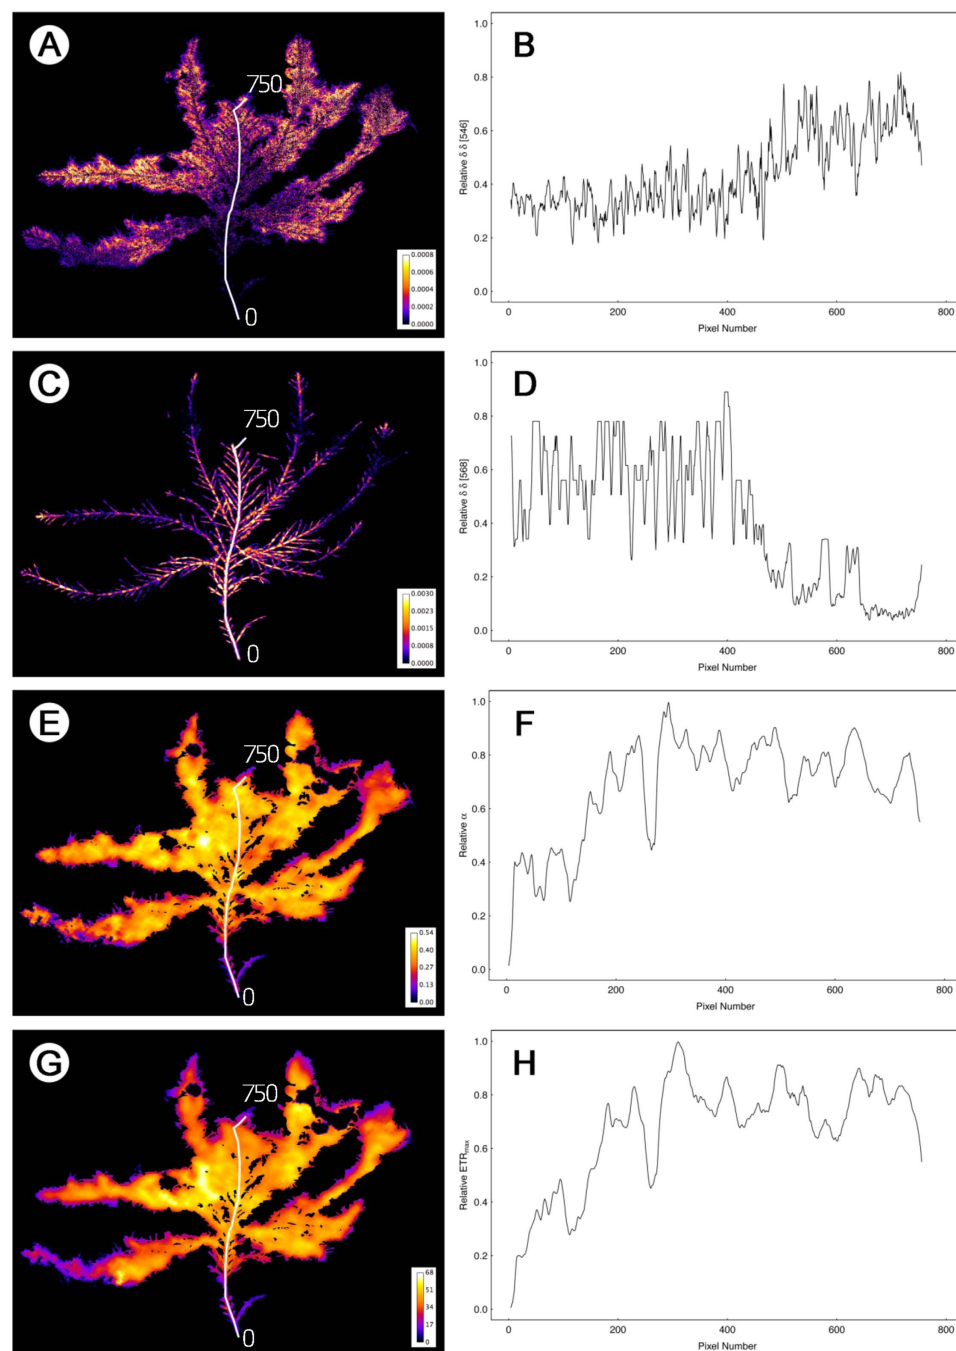 A
750
0
0.0008
0.0006
0.0004
0.0002
0.0000
B
1.0
0.8
0.6
0.4
0.2
0.0
Relative δ δ [546]
0 200 400 600 800
Pixel Number
C
750
0
0.0030
0.0023
0.0015
0.0008
0.0000
D
1.0
0.8
0.6
0.4
0.2
0.0
Relative δ δ [568]
0 200 400 600 800
Pixel Number
E
750
0
0.54
0.40
0.27
0.13
0.00
F
1.0
0.8
0.6
0.4
0.2
0.0
Relative α
0 200 400 600 800
Pixel Number
G
750
0
68
51
34
17
0
H
1.0
0.8
0.6
0.4
0.2
0.0
Relative ETRmax
0 200 400 600 800
Pixel Number